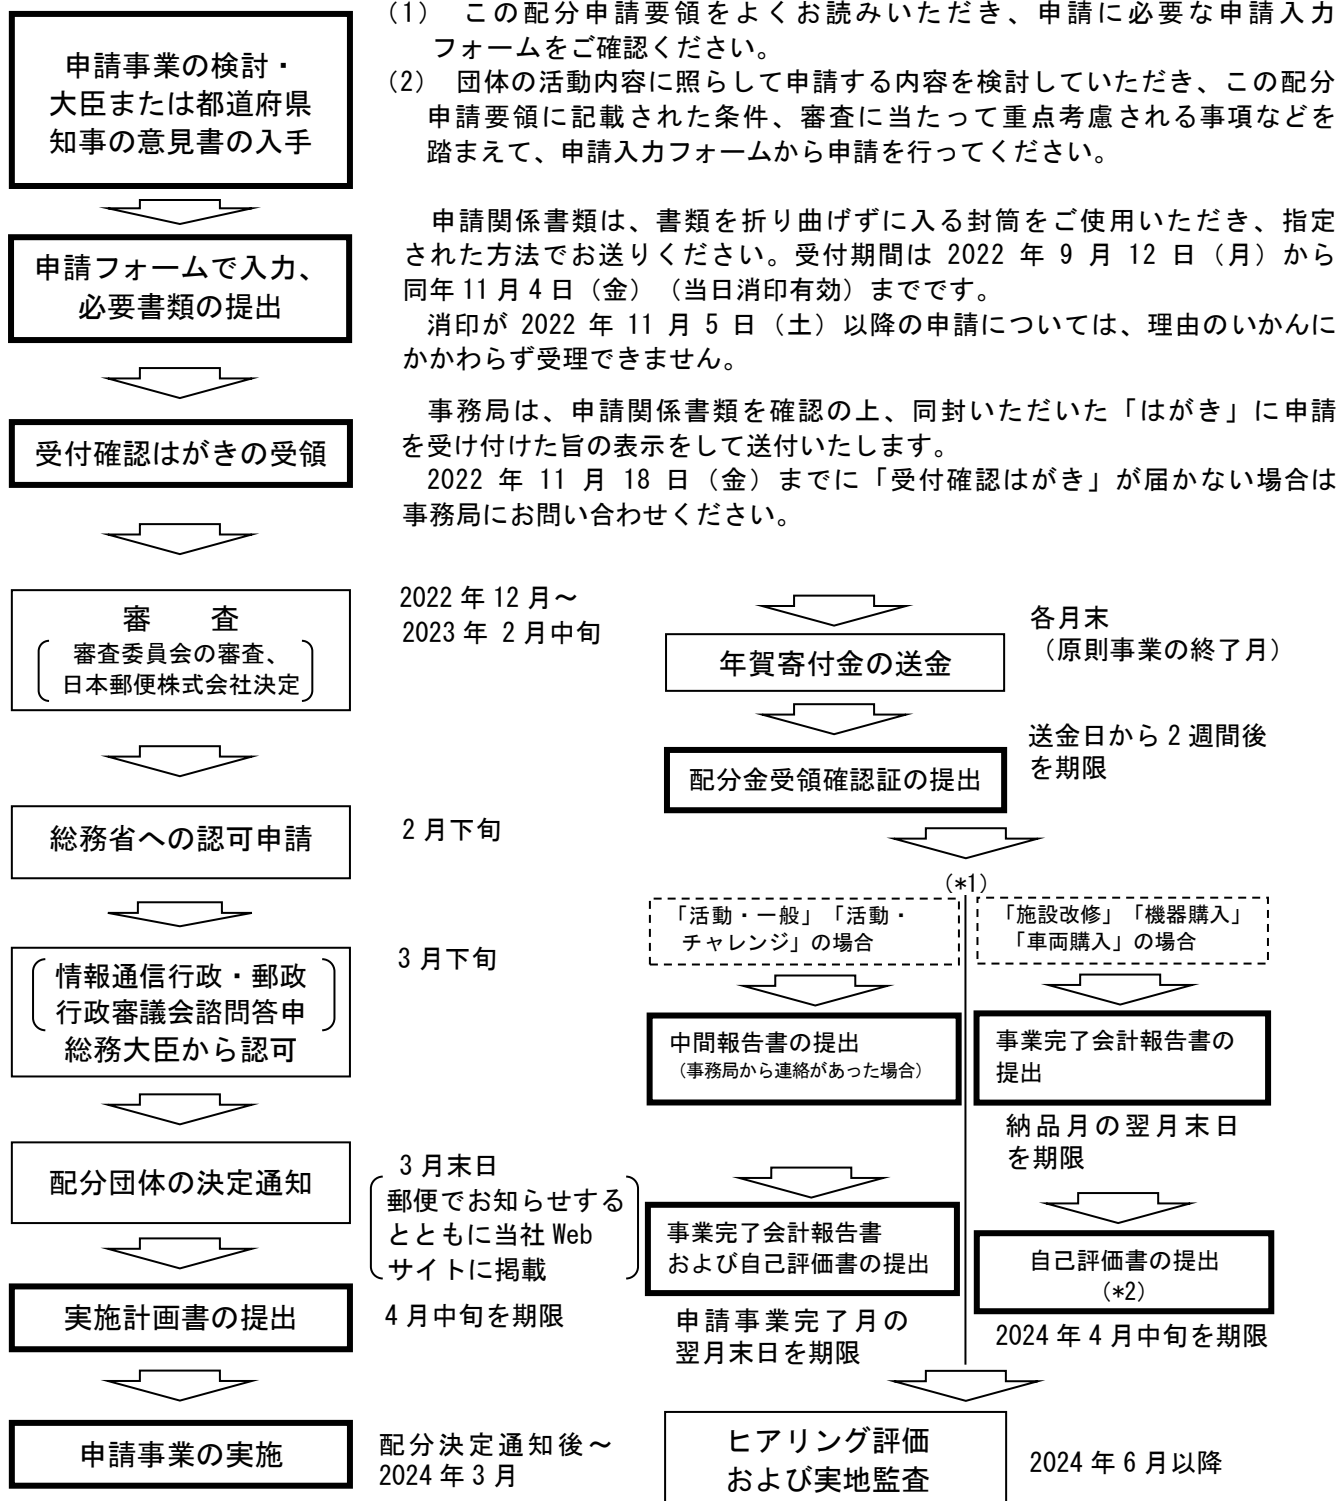 申請事業の検討・
大臣または都道府県
知事の意見書の入手
(1) この配分申請要領をよくお読みいただき、申請に必要な申請入力
フォームをご確認ください。
(2) 団体の活動内容に照らして申請する内容を検討していただき、この配分
申請要領に記載された条件、審査に当たって重点考慮される事項などを
踏まえて、申請入力フォームから申請を行ってください。
申請フォームで入力、
必要書類の提出
申請関係書類は、書類を折り曲げずに入る封筒をご使用いただき、指定
された方法でお送りください。受付期間は 2022 年 9 月 12 日（月）から
同年 11 月 4 日（金）（当日消印有効）までです。
消印が 2022 年 11 月 5 日（土）以降の申請については、理由のいかんに
かかわらず受理できません。
受付確認はがきの受領
事務局は、申請関係書類を確認の上、同封いただいた「はがき」に申請
を受け付けた旨の表示をして送付いたします。
2022 年 11 月 18 日（金）までに「受付確認はがき」が届かない場合は
事務局にお問い合わせください。
審　査
審査委員会の審査、
日本郵便株式会社決定
2022 年 12 月～
2023 年 2 月中旬
総務省への認可申請
2 月下旬
情報通信行政・郵政
行政審議会諮問答申
総務大臣から認可
3 月下旬
配分団体の決定通知
3 月末日
郵便でお知らせする
とともに当社 Web
サイトに掲載
実施計画書の提出
4 月中旬を期限
申請事業の実施
配分決定通知後～
2024 年 3 月
年賀寄付金の送金
各月末
（原則事業の終了月）
配分金受領確認証の提出
送金日から 2 週間後
を期限
(*1)
「活動・一般」「活動・
チャレンジ」の場合
「施設改修」「機器購入」
「車両購入」の場合
中間報告書の提出
（事務局から連絡があった場合）
事業完了会計報告書の
提出
納品月の翌月末日
を期限
事業完了会計報告書
および自己評価書の提出
申請事業完了月の
翌月末日を期限
自己評価書の提出
(*2)
2024 年 4 月中旬を期限
ヒアリング評価
および実地監査
2024 年 6 月以降